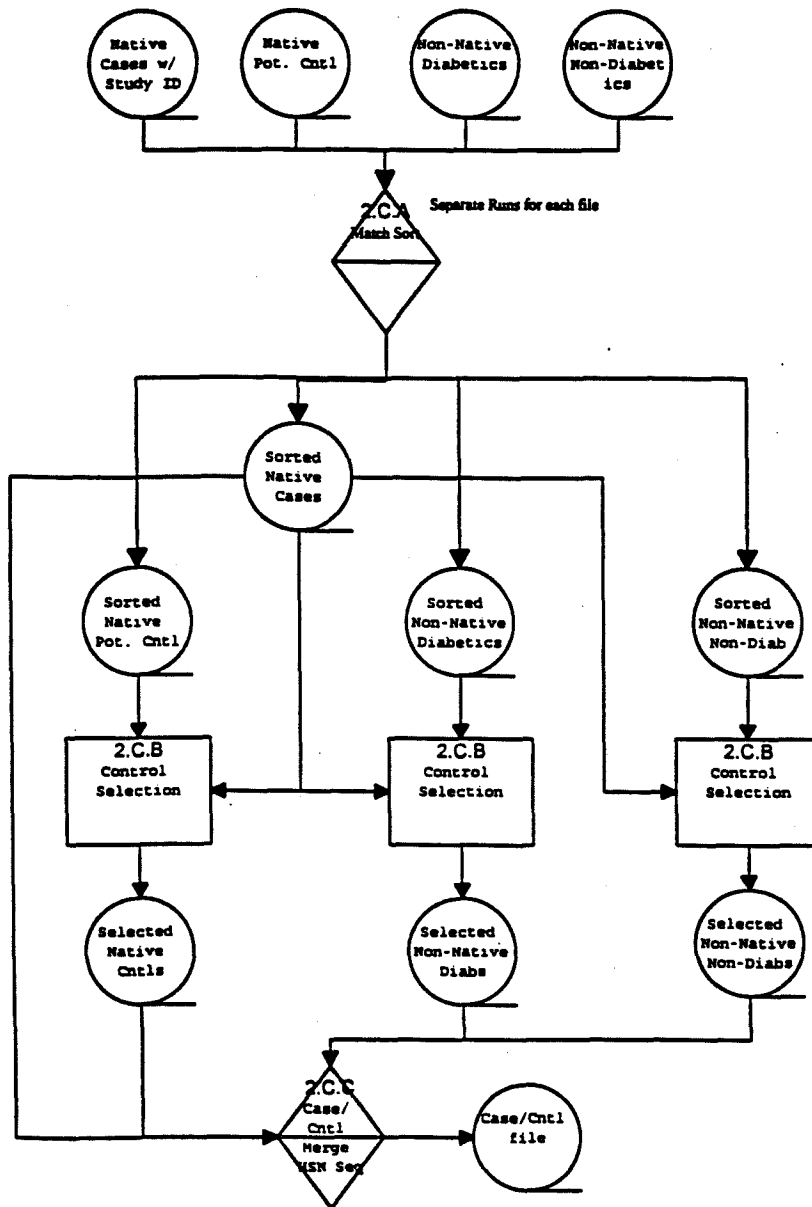 Native
Cases w/
Study ID
Native
Pot. Cntl
Non-Native
Diabetics
Non-Native
Non-Diabet
ics
2.C.A
Match Sort
Separate Runs for each file
Sorted
Native
Cases
Sorted
Native
Pot. Cntl
Sorted
Non-Native
Diabetics
Sorted
Non-Native
Non-Diab
2.C.B
Control
Selection
2.C.B
Control
Selection
2.C.B
Control
Selection
Selected
Native
Cntls
Selected
Non-Native
Diabs
Selected
Non-Native
Non-Diabs
2.C.C
Case/
Cntl
Merge
HSN Seq
Case/Cntl
file